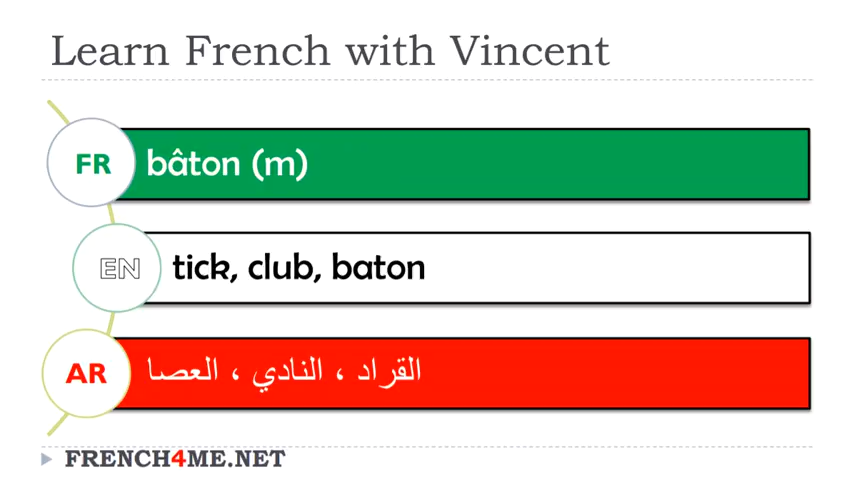 Learn French with Vincent
FR bâton (m)
EN tick, club, baton
AR القراد ، النادي ، العصا
FRENCH4ME.NET